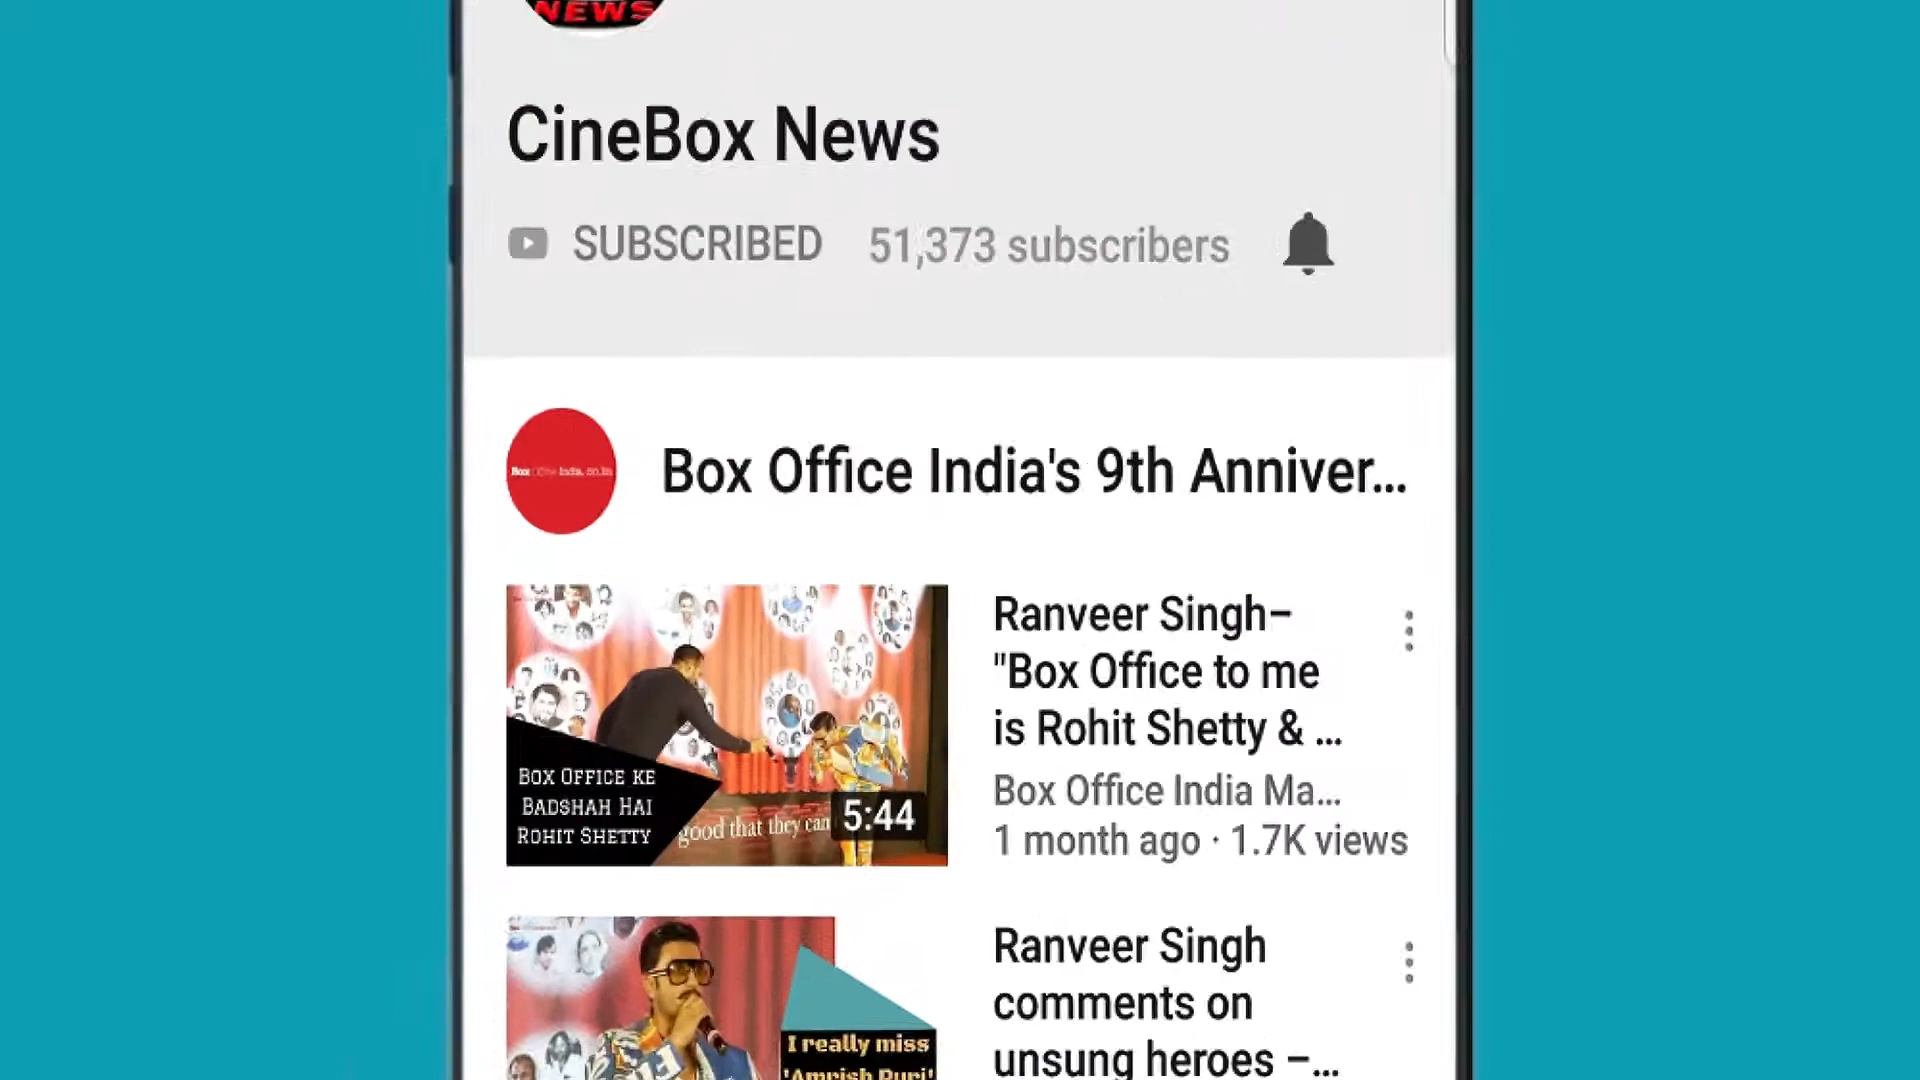 NEWS
CineBox News
SUBSCRIBED 51,373 subscribers
Box Office India's 9th Anniver...
Ranveer Singh–
"Box Office to me
is Rohit Shetty & ...
Box Office India Ma...
1 month ago · 1.7K views
BOX OFFICE KE
BADSHAH HAI
ROHIT SHETTY
good that they can
5:44
Ranveer Singh
comments on
unsung heroes –...
I really miss
'Amrish Puri'